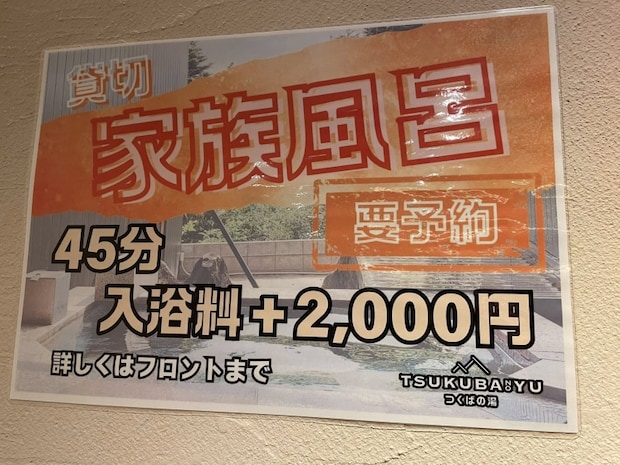 貸切
家族風呂
要予約
45分
入浴料+2,000円
詳しくはフロントまで
TSUKUBA NO YU
つくばの湯